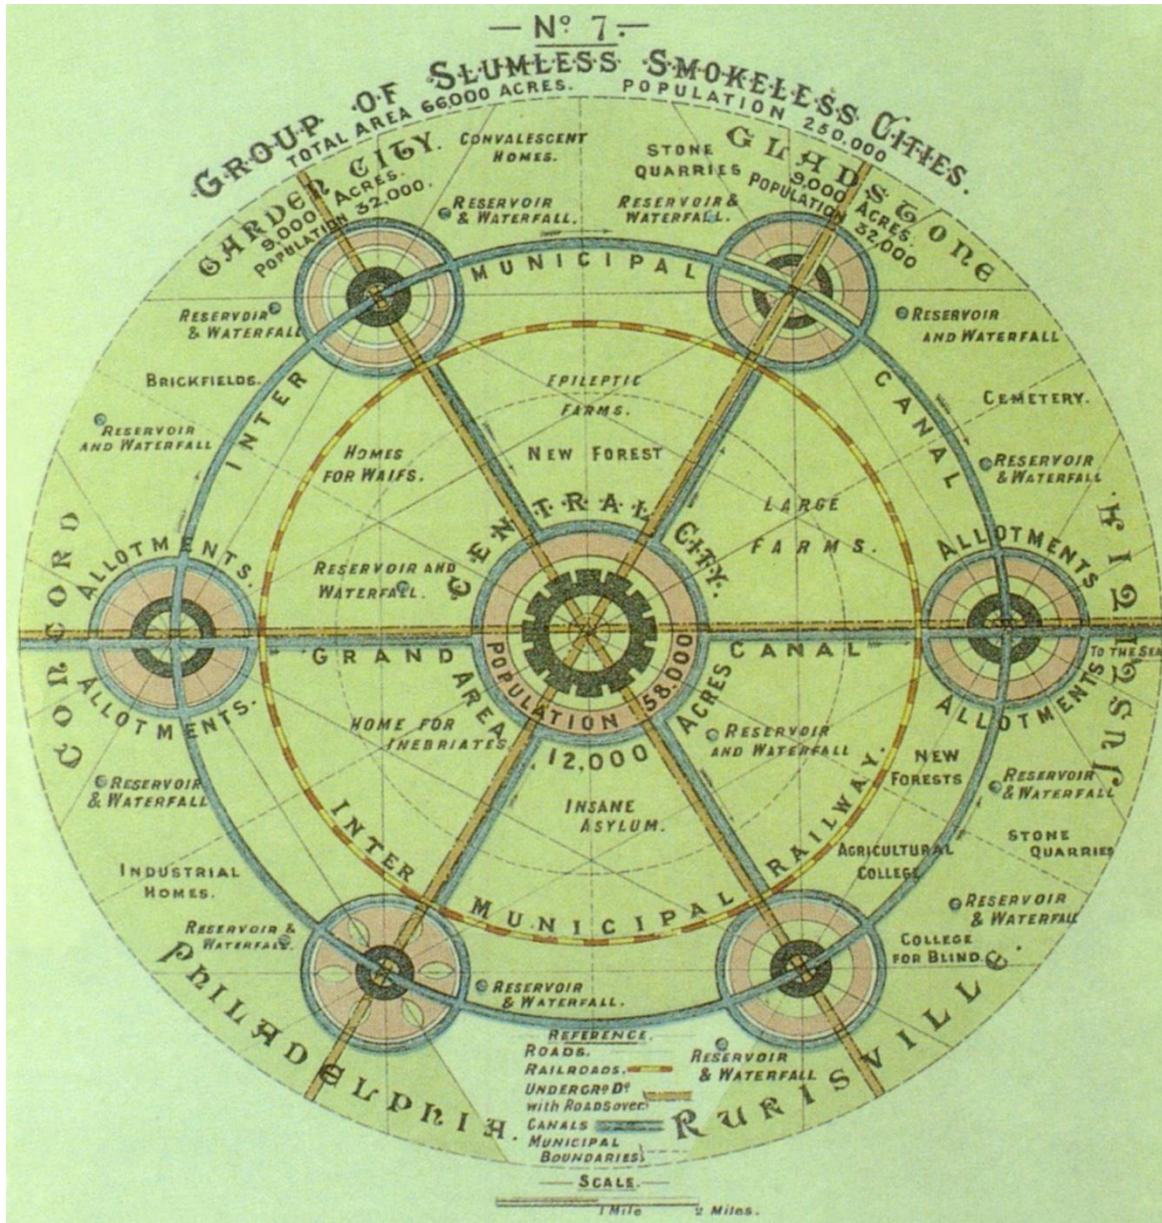 — No 7. —
GROUP OF SLUMLESS SMOKELESS CITIES.
TOTAL AREA 66,000 ACRES. POPULATION 250,000
GARDEN CITY.
9,000 ACRES.
POPULATION 32,000.
CONVALESCENT
HOMES.
STONE
QUARRIES
GLADSTONE
9,000 ACRES.
POPULATION 32,000
RESERVOIR
& WATERFALL.
RESERVOIR &
WATERFALL.
INTER MUNICIPAL CANAL
RESERVOIR
& WATERFALL
RESERVOIR
AND WATERFALL
BRICKFIELDS.
EPILEPTIC
FARMS.
CEMETERY.
RESERVOIR
AND WATERFALL
HOMES
FOR WAIFS.
NEW FOREST
RESERVOIR
& WATERFALL
LARGE
FARMS.
CENTRAL CITY.
CONCORD
ALLOTMENTS.
ALLOTMENTS
JUSTITIA
RESERVOIR AND
WATERFALL.
GRAND CANAL
TO THE SEA
POPULATION 58,000
AREA 12,000 ACRES
ALLOTMENTS.
ALLOTMENTS
HOME FOR
INEBRIATES
RESERVOIR
AND WATERFALL
NEW
FORESTS
RESERVOIR
& WATERFALL
RESERVOIR
& WATERFALL
INSANE
ASYLUM.
STONE
QUARRIES
INTER MUNICIPAL RAILWAY.
AGRICULTURAL
COLLEGE
INDUSTRIAL
HOMES.
RESERVOIR
& WATERFALL
RESERVOIR &
WATERFALL
COLLEGE
FOR BLIND.
RESERVOIR
& WATERFALL.
PHILADELPHIA.
RURISVILLE.
REFERENCE.
ROADS.
RAILROADS.
UNDERGRD Do
with ROADS over
CANALS
MUNICIPAL
BOUNDARIES
RESERVOIR
& WATERFALL
— SCALE. —
1 Mile 2 Miles.